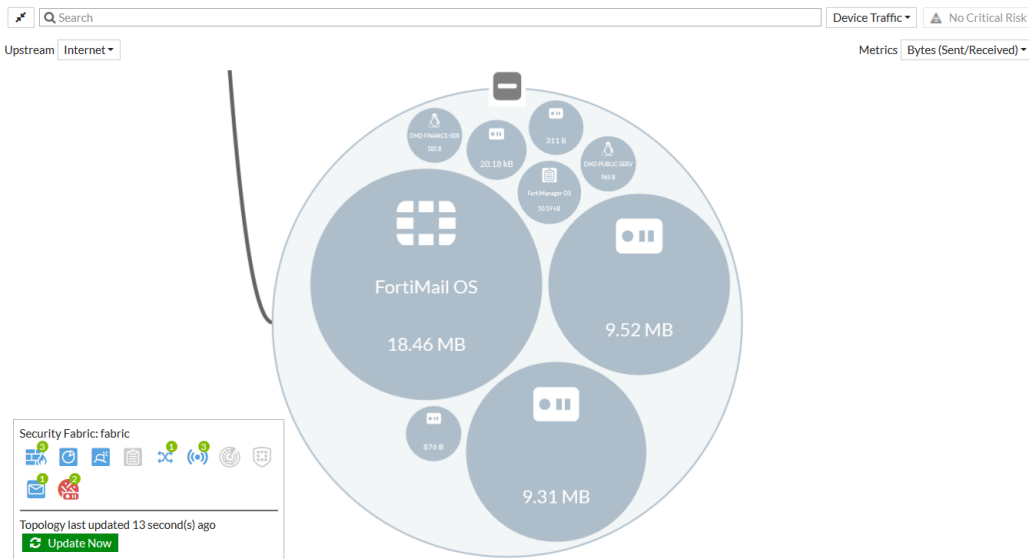 Search
Device Traffic
No Critical Risk
Upstream
Internet
Metrics
Bytes (Sent/Received)
DMZ-FINANCE-SER
20.18 kB
311 B
DMZ-PUBLIC-SERV
FortiManager OS
FortiMail OS
18.46 MB
9.52 MB
876 B
9.31 MB
Security Fabric: fabric
3
1
3
1
2
Topology last updated 13 second(s) ago
Update Now